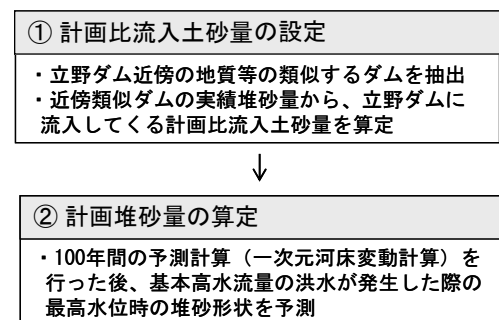 ① 計画比流入土砂量の設定
・立野ダム近傍の地質等の類似するダムを抽出
・近傍類似ダムの実績堆砂量から、立野ダムに
流入してくる計画比流入土砂量を算定
↓
② 計画堆砂量の算定
・100年間の予測計算（一次元河床変動計算）を
行った後、基本高水流量の洪水が発生した際の
最高水位時の堆砂形状を予測